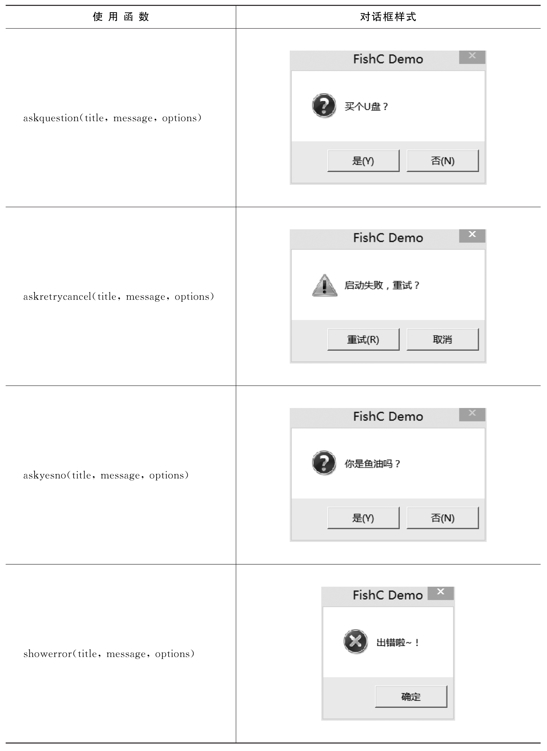 使用函数 对话框样式
FishC Demo
askquestion(title, message, options)
买个U盘？
是(Y) 否(N)
FishC Demo
askretrycancel(title, message, options)
启动失败，重试？
重试(R) 取消
FishC Demo
askyesno(title, message, options)
你是鱼油吗？
是(Y) 否(N)
FishC Demo
showerror(title, message, options)
出错啦~！
确定